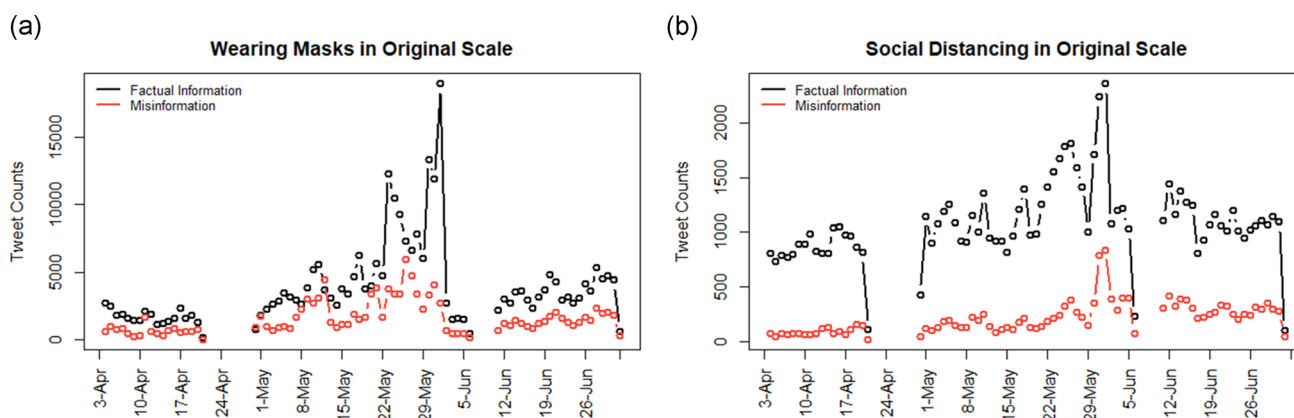 (a)
Wearing Masks in Original Scale
Factual Information
Misinformation
Tweet Counts
0
5000
10000
15000
3-Apr
10-Apr
17-Apr
24-Apr
1-May
8-May
15-May
22-May
29-May
5-Jun
12-Jun
19-Jun
26-Jun
(b)
Social Distancing in Original Scale
Factual Information
Misinformation
Tweet Counts
0
500
1000
1500
2000
3-Apr
10-Apr
17-Apr
24-Apr
1-May
8-May
15-May
22-May
29-May
5-Jun
12-Jun
19-Jun
26-Jun